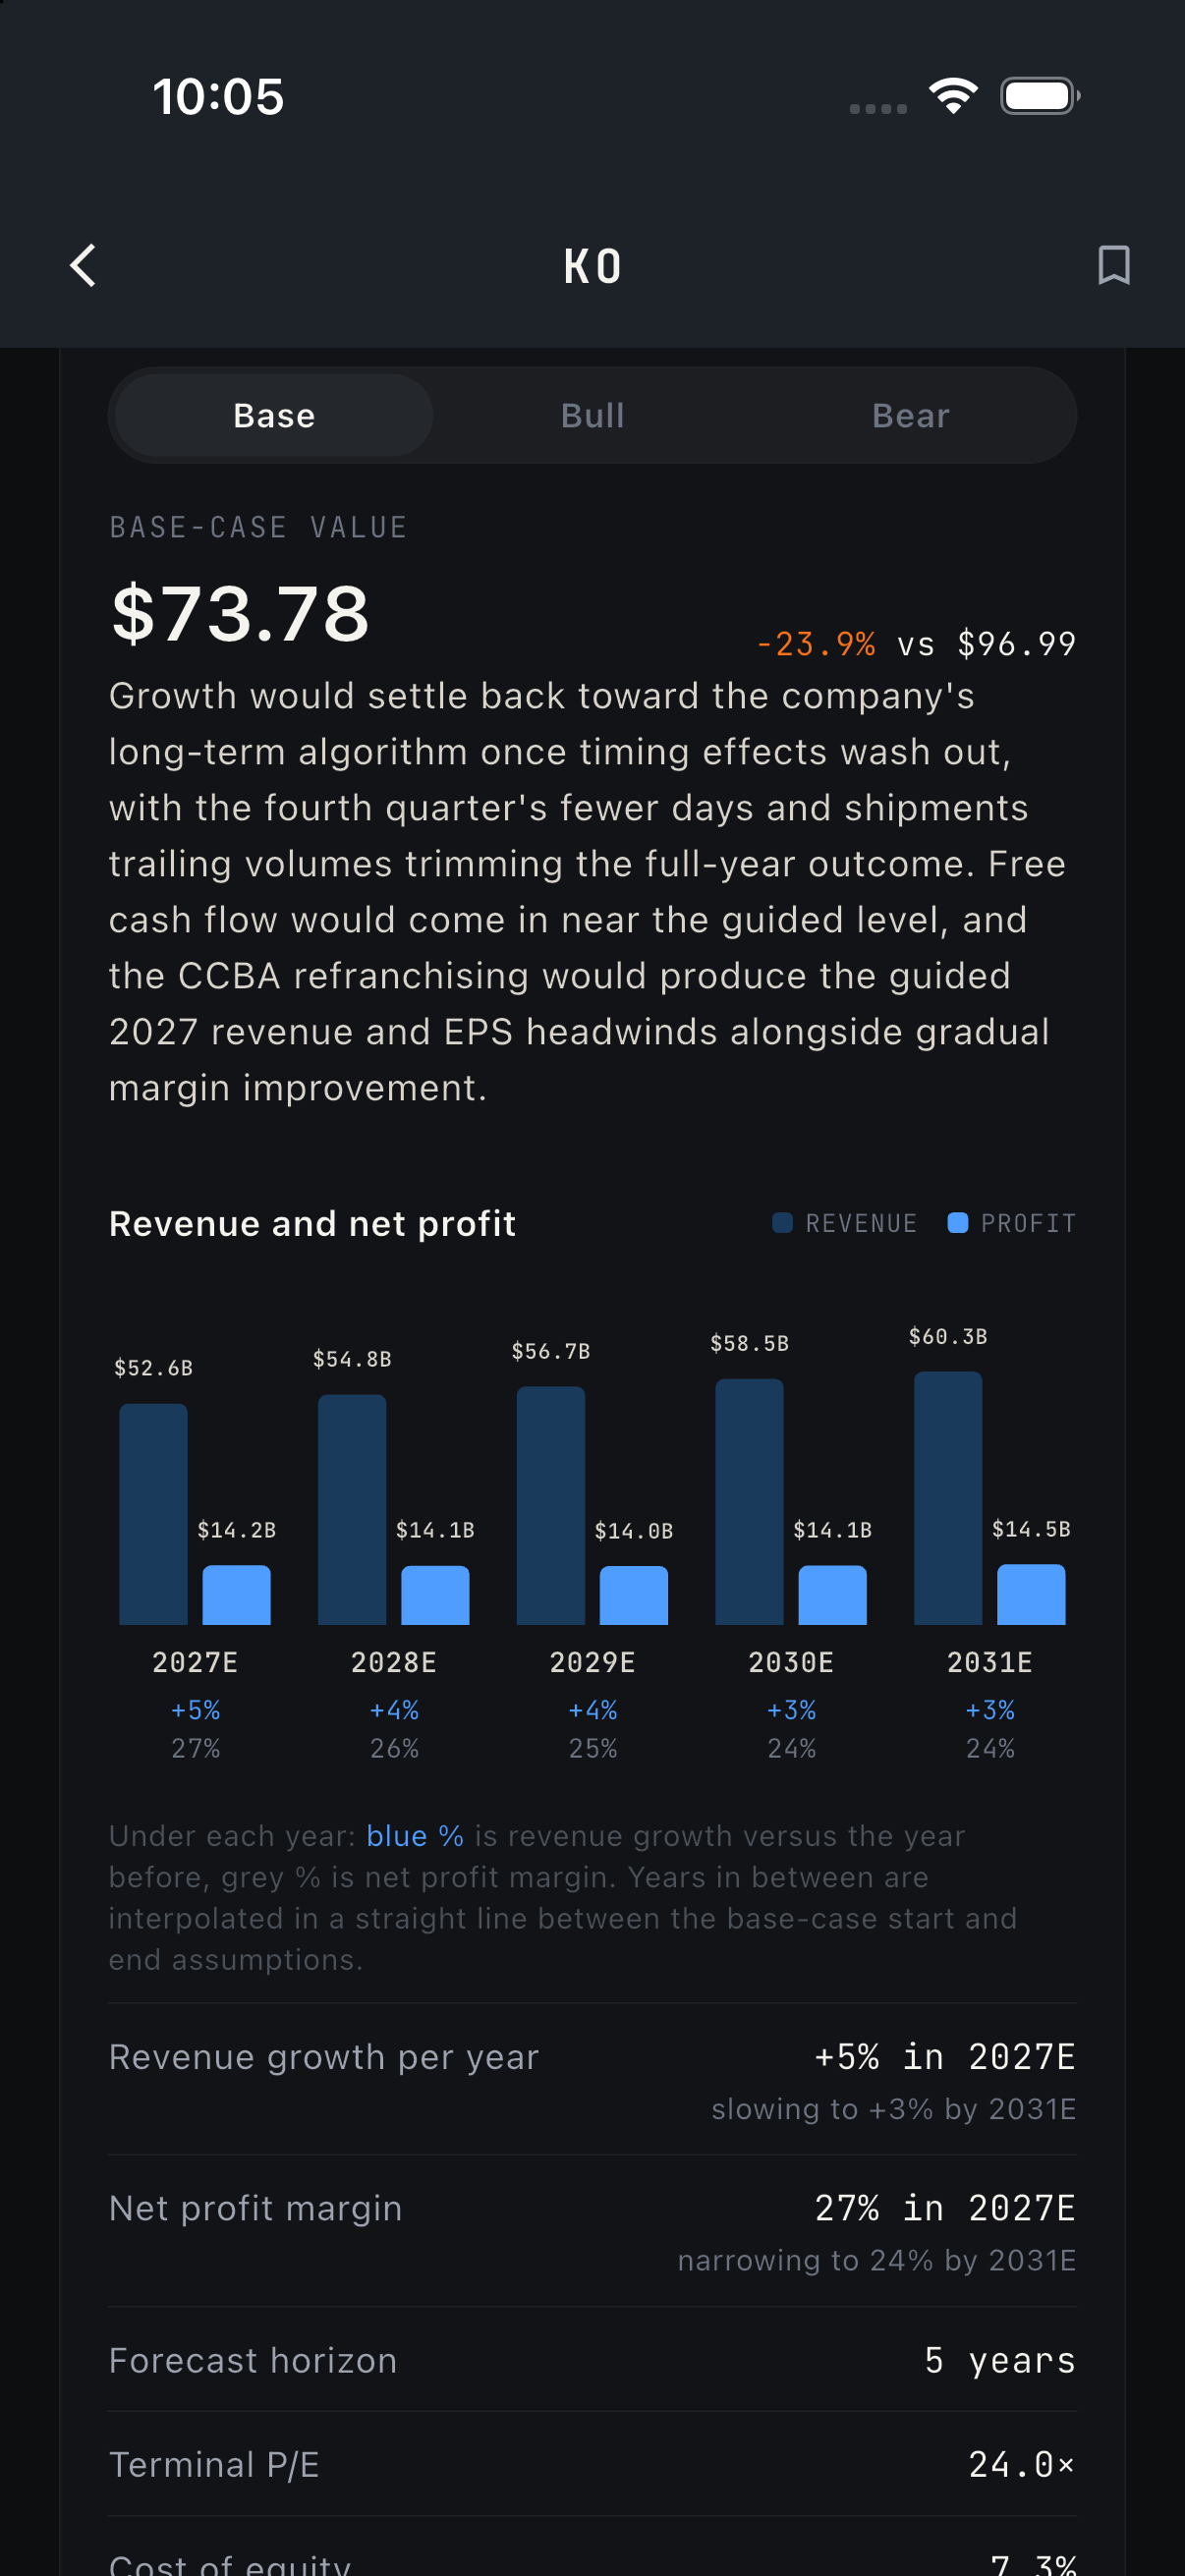 10:05
KO
Base Bull Bear
BASE-CASE VALUE
$73.78
-23.9% vs $96.99
Growth would settle back toward the company's
long-term algorithm once timing effects wash out,
with the fourth quarter's fewer days and shipments
trailing volumes trimming the full-year outcome. Free
cash flow would come in near the guided level, and
the CCBA refranchising would produce the guided
2027 revenue and EPS headwinds alongside gradual
margin improvement.
Revenue and net profit REVENUE PROFIT
$52.6B $54.8B $56.7B $58.5B $60.3B
$14.2B $14.1B $14.0B $14.1B $14.5B
2027E 2028E 2029E 2030E 2031E
+5% +4% +4% +3% +3%
27% 26% 25% 24% 24%
Under each year: blue % is revenue growth versus the year
before, grey % is net profit margin. Years in between are
interpolated in a straight line between the base-case start and
end assumptions.
Revenue growth per year +5% in 2027E
slowing to +3% by 2031E
Net profit margin 27% in 2027E
narrowing to 24% by 2031E
Forecast horizon 5 years
Terminal P/E 24.0×
Cost of equity 7.3%